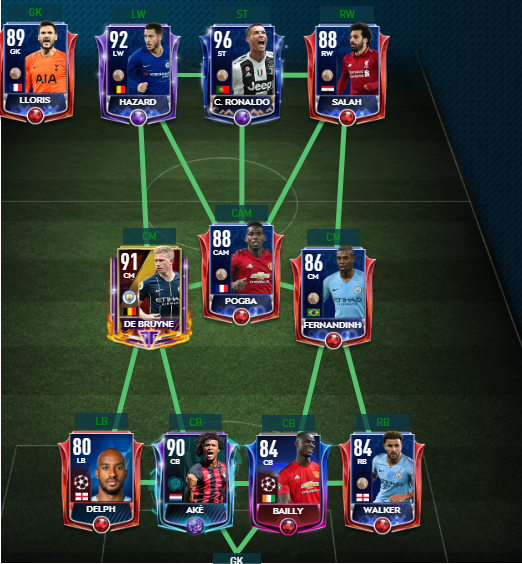 GK
LW
ST
RW
89
GK
LLORIS
92
LW
HAZARD
96
ST
Jeep
C. RONALDO
88
RW
SALAH
CM
CAM
CM
91
CM
DE BRUYNE
88
CAM
POGBA
86
CM
ETIHAD
FERNANDINH
LB
CB
CB
RB
80
LB
DELPH
90
CB
AKÉ
84
CB
BAILLY
84
RB
WALKER
GK